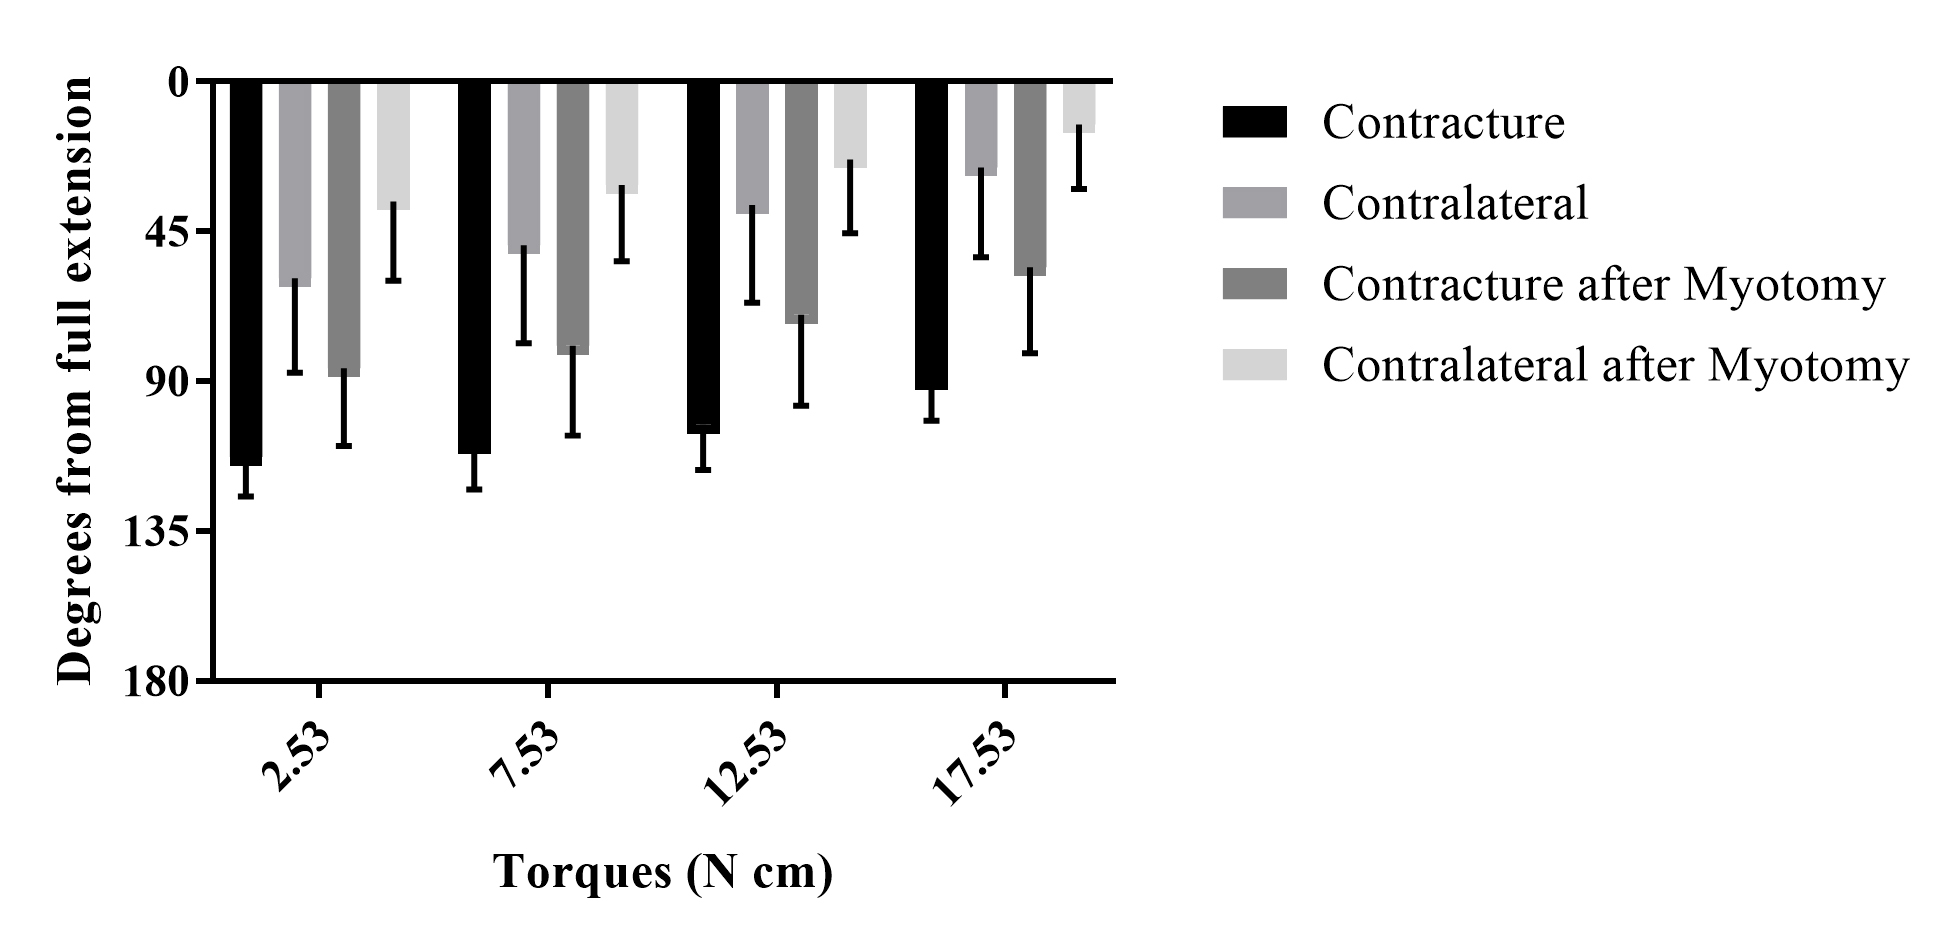 Degrees from full extension
0
45
90
135
180
2.53
7.53
12.53
17.53
Torques (N cm)
Contracture
Contralateral
Contracture after Myotomy
Contralateral after Myotomy